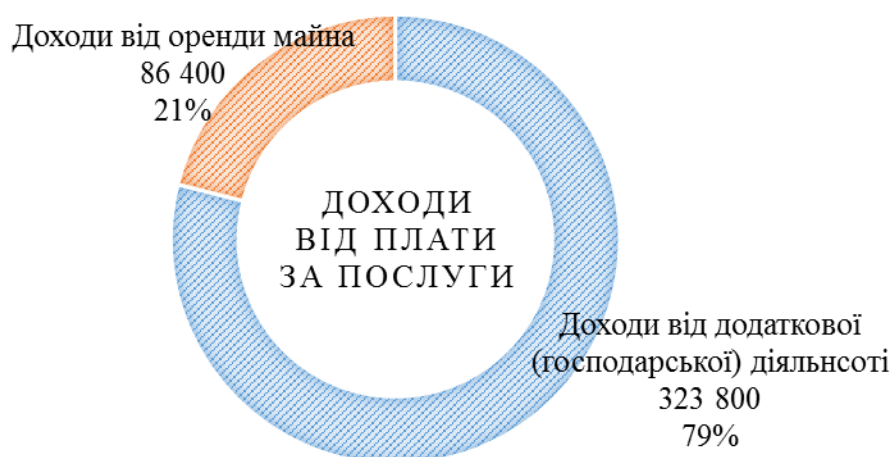 Доходи від оренди майна
86 400
21%
ДОХОДИ
ВІД ПЛАТИ
ЗА ПОСЛУГИ
Доходи від додаткової
(господарської) діяльнсоті
323 800
79%